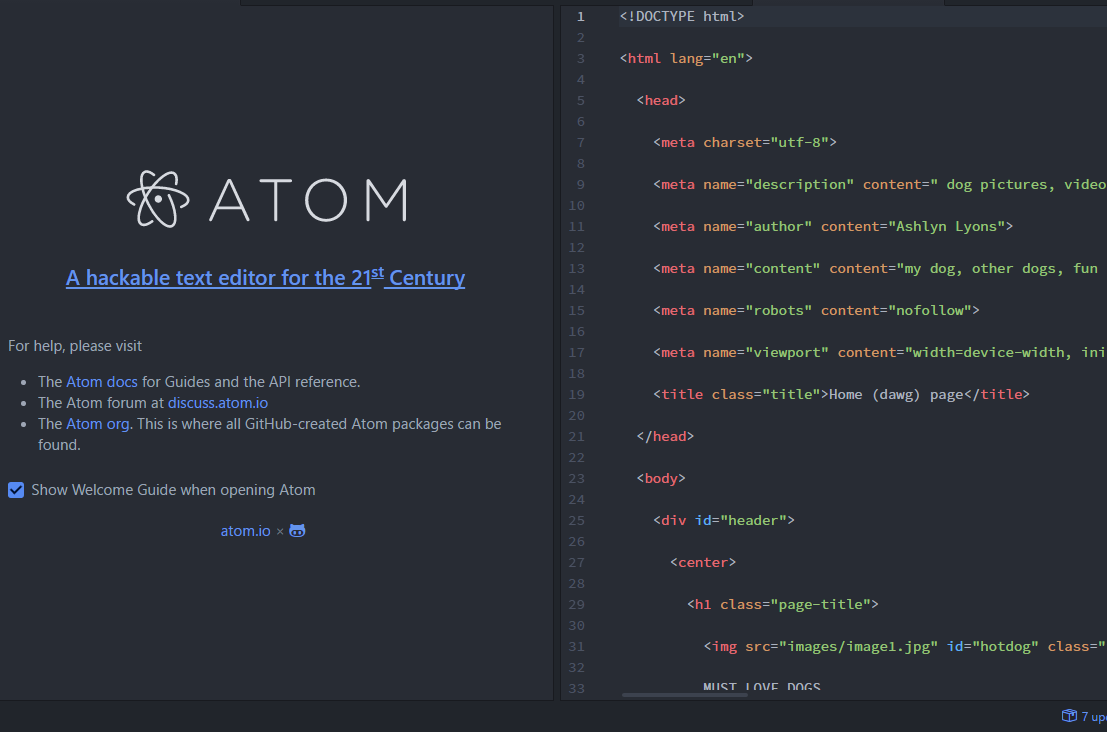 ATOM
A hackable text editor for the 21st Century
For help, please visit
The Atom docs for Guides and the API reference.
The Atom forum at discuss.atom.io
The Atom org. This is where all GitHub-created Atom packages can be
found.
Show Welcome Guide when opening Atom
atom.io ×
1 <!DOCTYPE html>
2
3 <html lang="en">
4
5 <head>
6
7 <meta charset="utf-8">
8
9 <meta name="description" content=" dog pictures, video
10
11 <meta name="author" content="Ashlyn Lyons">
12
13 <meta name="content" content="my dog, other dogs, fun
14
15 <meta name="robots" content="nofollow">
16
17 <meta name="viewport" content="width=device-width, ini
18
19 <title class="title">Home (dawg) page</title>
20
21 </head>
22
23 <body>
24
25 <div id="header">
26
27 <center>
28
29 <h1 class="page-title">
30
31 <img src="images/image1.jpg" id="hotdog" class="
32
33 MUST LOVE DOGS
7 up